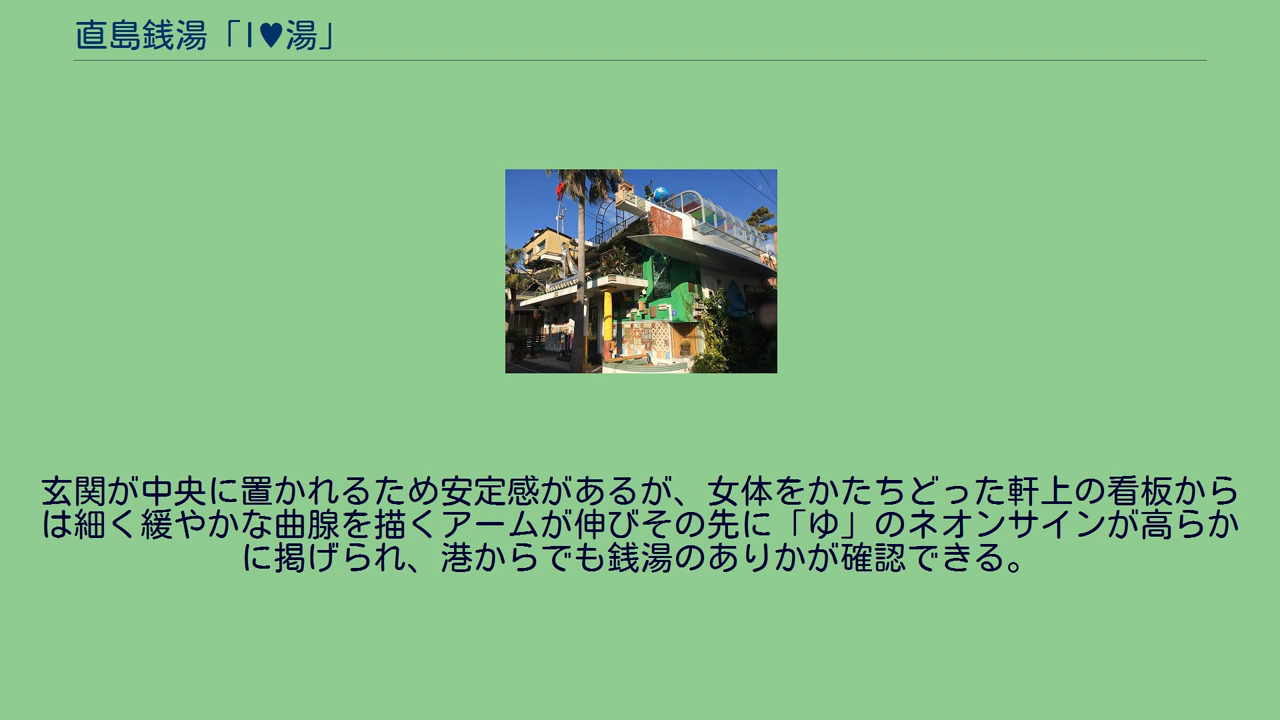 直島銭湯「I♥湯」
玄関が中央に置かれるため安定感があるが、女体をかたちどった軒上の看板から
は細く緩やかな曲腺を描くアームが伸びその先に「ゆ」のネオンサインが高らか
に掲げられ、港からでも銭湯のありかが確認できる。